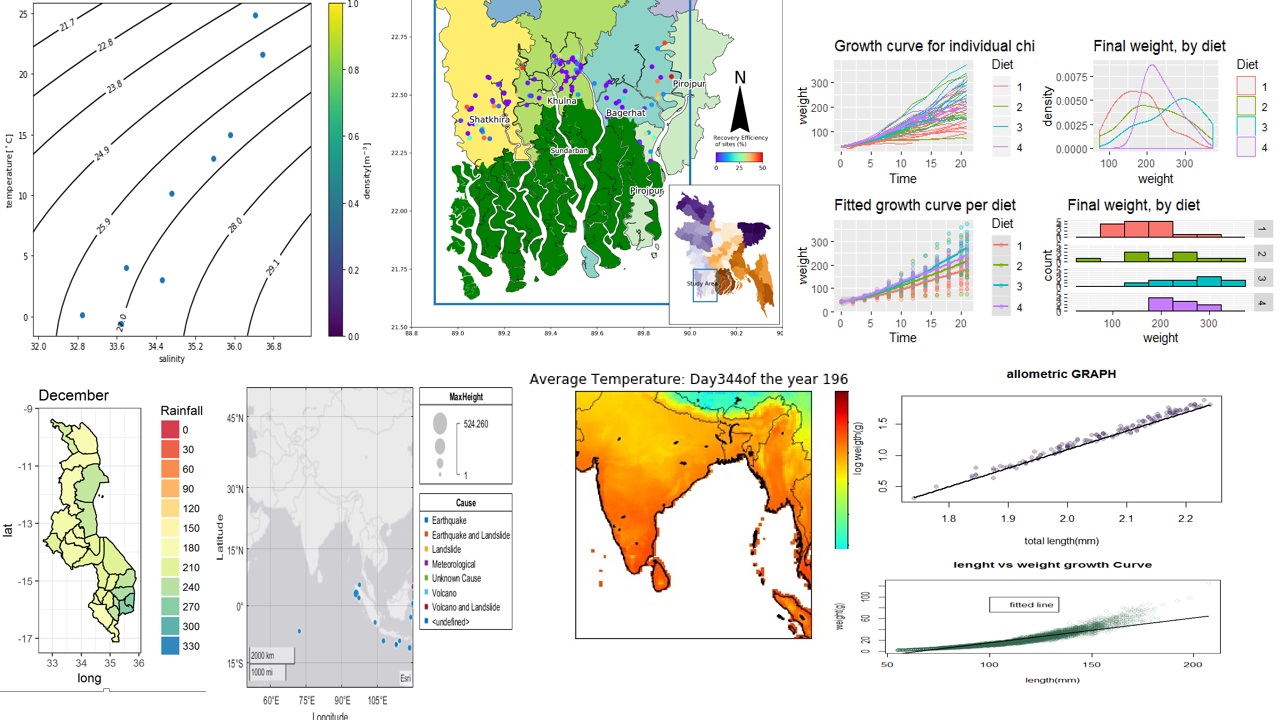 25
20
15
10
5
0
temperature[°C]
21.7
22.8
23.8
24.9
25.9
28.0
29.1
32.0 32.8 33.6 34.4 35.2 36.0 36.8
salinity
1.0
0.8
0.6
0.4
0.2
0.0
density[m⁻³]
22.75
22.50
22.25
22.00
21.75
21.50
88.8 89.0 89.2 89.4 89.6 89.8 90.0 90.2
Shatkhira
Khulna
Bagerhat
Pirojpur
Sundarban
Pirojpur
N
Recovery Efficiency
of sites (%)
0 25 50
Study Area
Growth curve for individual chi
weight
300
200
100
0 5 10 15 20
Time
Diet
1
2
3
4
Final weight, by diet
density
0.0075
0.0050
0.0025
0.0000
100 200 300
weight
Diet
1
2
3
4
Fitted growth curve per diet
weight
300
200
100
0
0 5 10 15 20
Time
Diet
1
2
3
4
Final weight, by diet
count
1
2
3
4
100 200 300
weight
December
-9
-11
-13
-15
-17
lat
33 34 35 36
long
Rainfall
0
30
60
90
120
150
180
210
240
270
300
330
45°N
30°N
15°N
0°
15°S
Latitude
2000 km
1000 mi
Esri
60°E 75°E 90°E 105°E
Longitude
MaxHeight
524.260
1
Cause
Earthquake
Earthquake and Landslide
Landslide
Meteorological
Unknown Cause
Volcano
Volcano and Landslide
<undefined>
Average Temperature: Day344of the year 196
allometric GRAPH
log weight(g)
1.5
1.0
0.5
1.8 1.9 2.0 2.1 2.2
total length(mm)
lenght vs weight growth Curve
fitted line
weight(g)
100
60
20
0
50 100 150 200
length(mm)